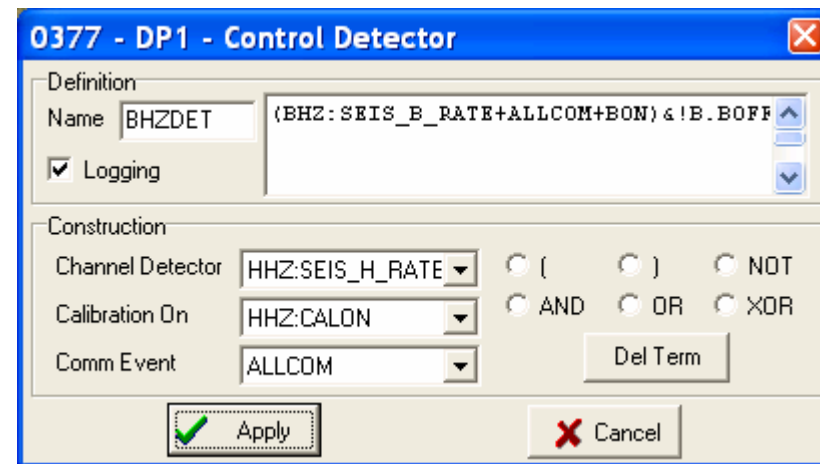 0377 - DP1 - Control Detector
Definition
Name BHZDET (BHZ:SEIS_B_RATE+ALLCOM+BON)&!B.BOFF
Logging
Construction
Channel Detector HHZ:SEIS_H_RATE ( ) NOT
Calibration On HHZ:CALON AND OR XOR
Comm Event ALLCOM Del Term
Apply Cancel